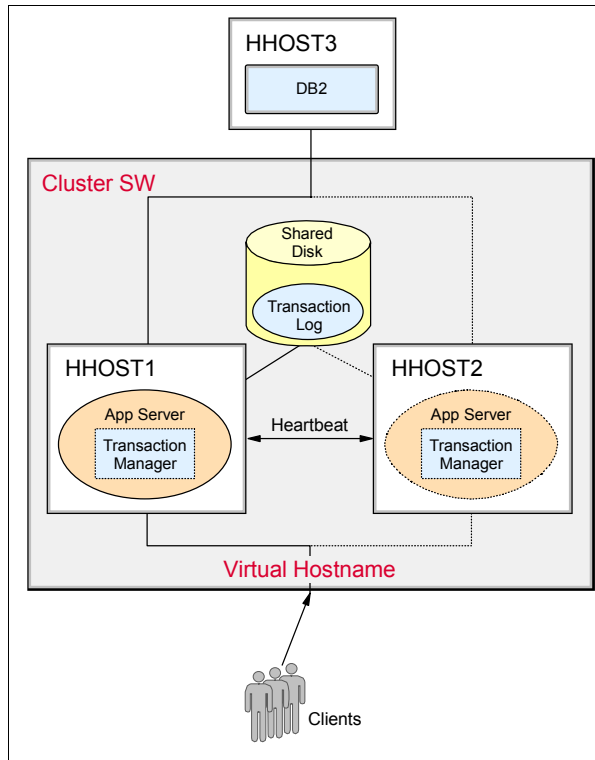 HHOST3
DB2
Cluster SW
Shared
Disk
Transaction
Log
HHOST1
HHOST2
App Server
Transaction
Manager
Heartbeat
App Server
Transaction
Manager
Virtual Hostname
Clients